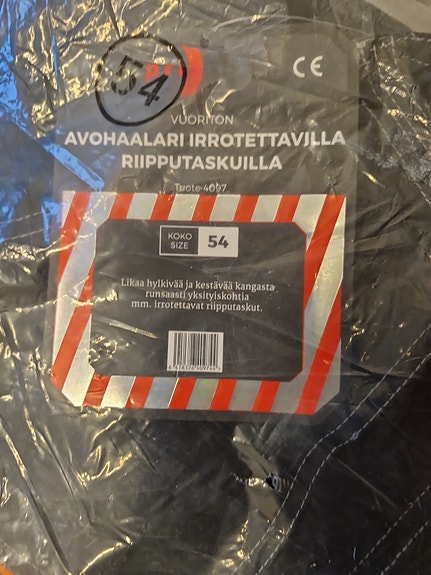 54
CE
VUORITON
AVOHAALARI IRROTETTAVILLA
RIIPPUTASKUILLA
Tuote 4097
KOKO
SIZE
54
Likaa hylkivää ja kestävää kangasta
runsaasti yksityiskohtia
mm. irrotettavat riipputaskut.